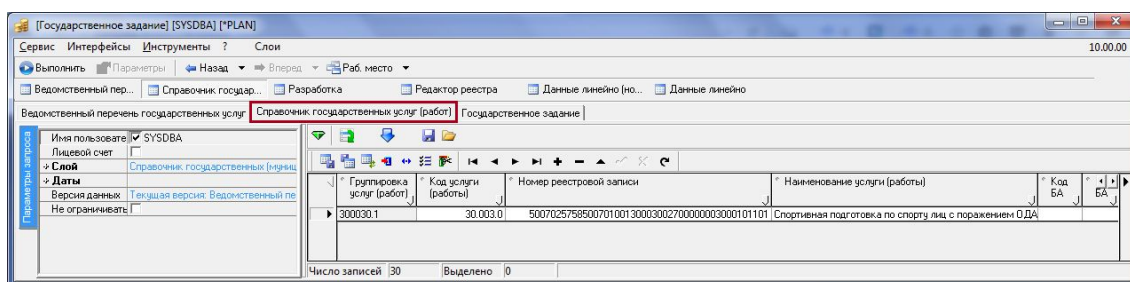 [Государственное задание] [SYSDBA] [*PLAN]
Сервис Интерфейсы Инструменты ? Слои 10.00.00
Выполнить Параметры Назад Вперед Раб. место
Ведомственный пер... Справочник государ... Разработка Редактор реестра Данные линейно (но... Данные линейно
Ведомственный перечень государственных услуг Справочник государственных услуг (работ) Государственное задание
Параметры запроса
Имя пользовате SYSDBA
Лицевой счет
Слой Справочник государственных (муниц
Даты
Версия данных Текущая версия: Ведомственный пе
Не ограничивать
Группировка услуг (работ) Код услуги (работы) Номер реестровой записи Наименование услуги (работы) Код БА БА
300030.1 30.003.0 Спортивная подготовка по спорту лиц с поражением ОДА
Число записей 30 Выделено 0